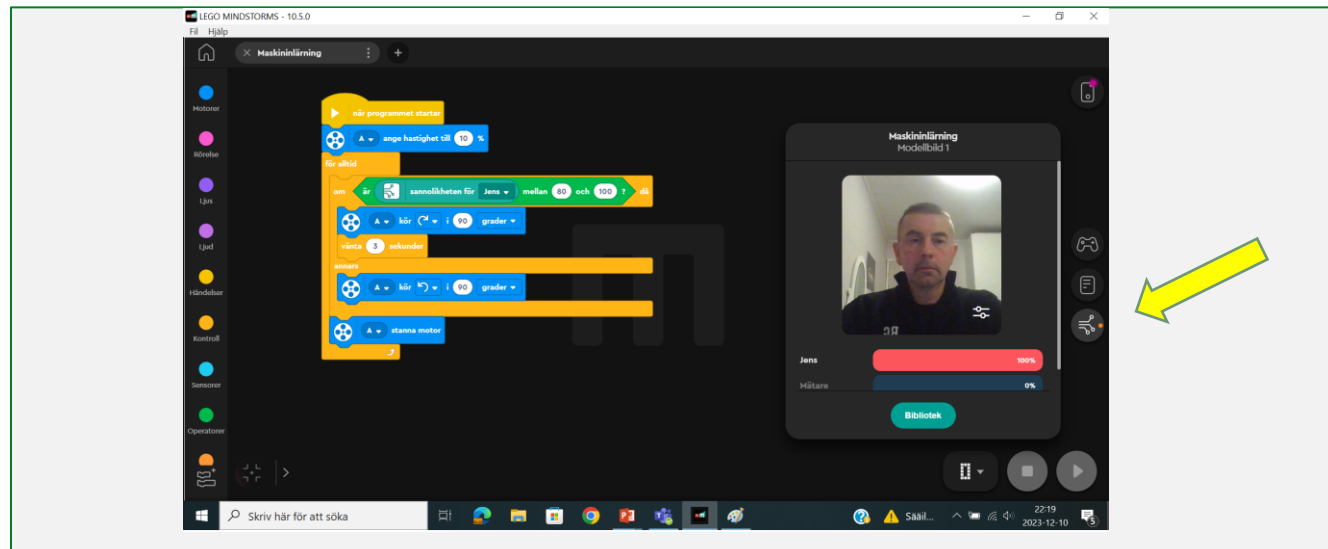 LEGO MINDSTORMS - 10.5.0
Fil Hjälp
Maskininlärning
Motorer
Rörelse
Ljus
Ljud
Händelser
Kontroll
Sensorer
Operatorer
när programmet startar
A ange hastighet till 10 %
för alltid
om är sannolikheten för Jens mellan 80 och 100 ? då
A kör i 90 grader
vänta 3 sekunder
annars
A kör i 90 grader
A stanna motor
Maskininlärning
Modellbild 1
Jens 100%
Mätare 0%
Bibliotek
Skriv här för att söka
22:19
2023-12-10
5